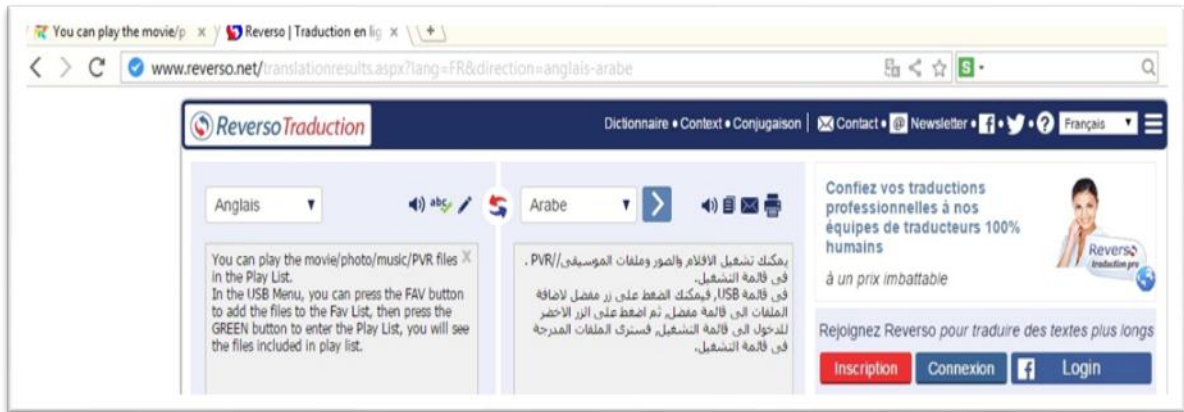 You can play the movie/p x
Reverso | Traduction en lig x
www.reverso.net/translationresults.aspx?lang=FR&direction=anglais-arabe
S
Reverso Traduction
Dictionnaire • Context • Conjugaison | Contact • @ Newsletter • f • • ? Français
Anglais
abc
Arabe
You can play the movie/photo/music/PVR files X
in the Play List.
In the USB Menu, you can press the FAV button
to add the files to the Fav List, then press the
GREEN button to enter the Play List, you will see
the files included in play list.
يمكنك تشغيل الافلام والصور وملفات الموسيقى//PVR .
في قائمة التشغيل.
في قائمة USB, فيمكنك الضغط على زر مفضل لاضافة
الملفات الى قائمة مفضل, ثم اضغط على الزر الاخضر
للدخول الى قائمة التشغيل, فسترى الملفات المدرجة
في قائمة التشغيل.
Confiez vos traductions
professionnelles à nos
équipes de traducteurs 100%
humains
à un prix imbattable
Reverso
traduction pro
Rejoignez Reverso pour traduire des textes plus longs
Inscription
Connexion
f Login